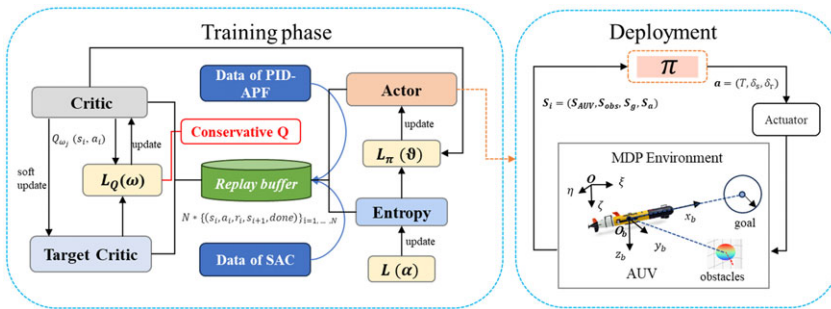 Training phase
Data of PID-
APF
Critic
Actor
Q_{ω_j} (s_i, a_i)
update
update
Conservative Q
soft
update
L_Q(ω)
L_π (ϑ)
Replay buffer
N * {(s_i, a_i, r_i, s_{i+1}, done)}_{i=1, … ,N}
Entropy
Target Critic
Data of SAC
update
L (α)
Deployment
π
a = (T, δ_s, δ_r)
S_i = (S_AUV, S_obs, S_g, S_a)
Actuator
MDP Environment
O
ξ
η
ζ
x_b
goal
O_b
y_b
z_b
AUV
obstacles